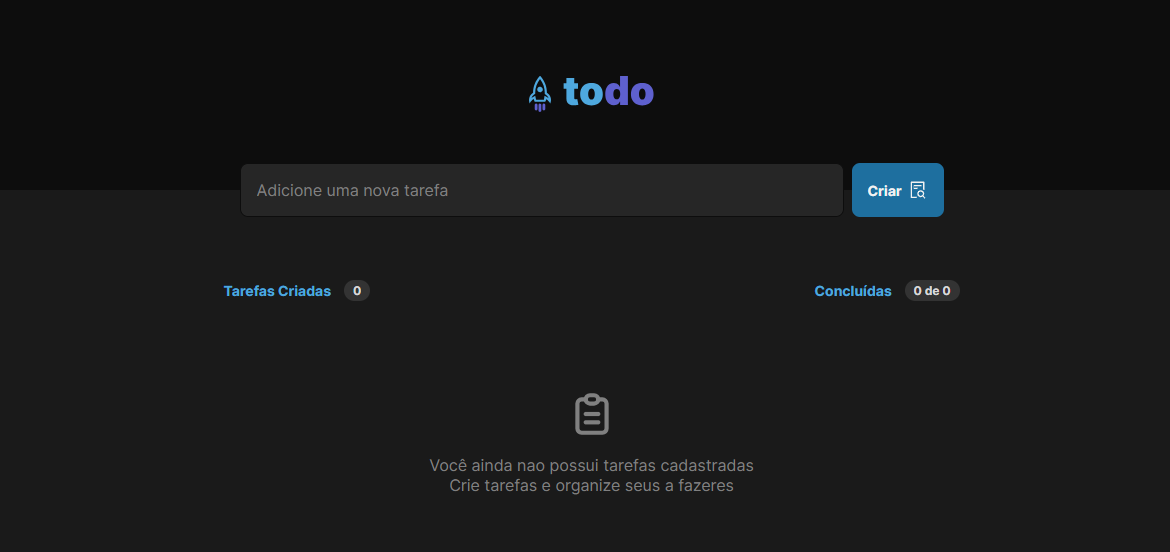 todo
Adicione uma nova tarefa
Criar
Tarefas Criadas 0
Concluídas 0 de 0
Você ainda nao possui tarefas cadastradas
Crie tarefas e organize seus a fazeres